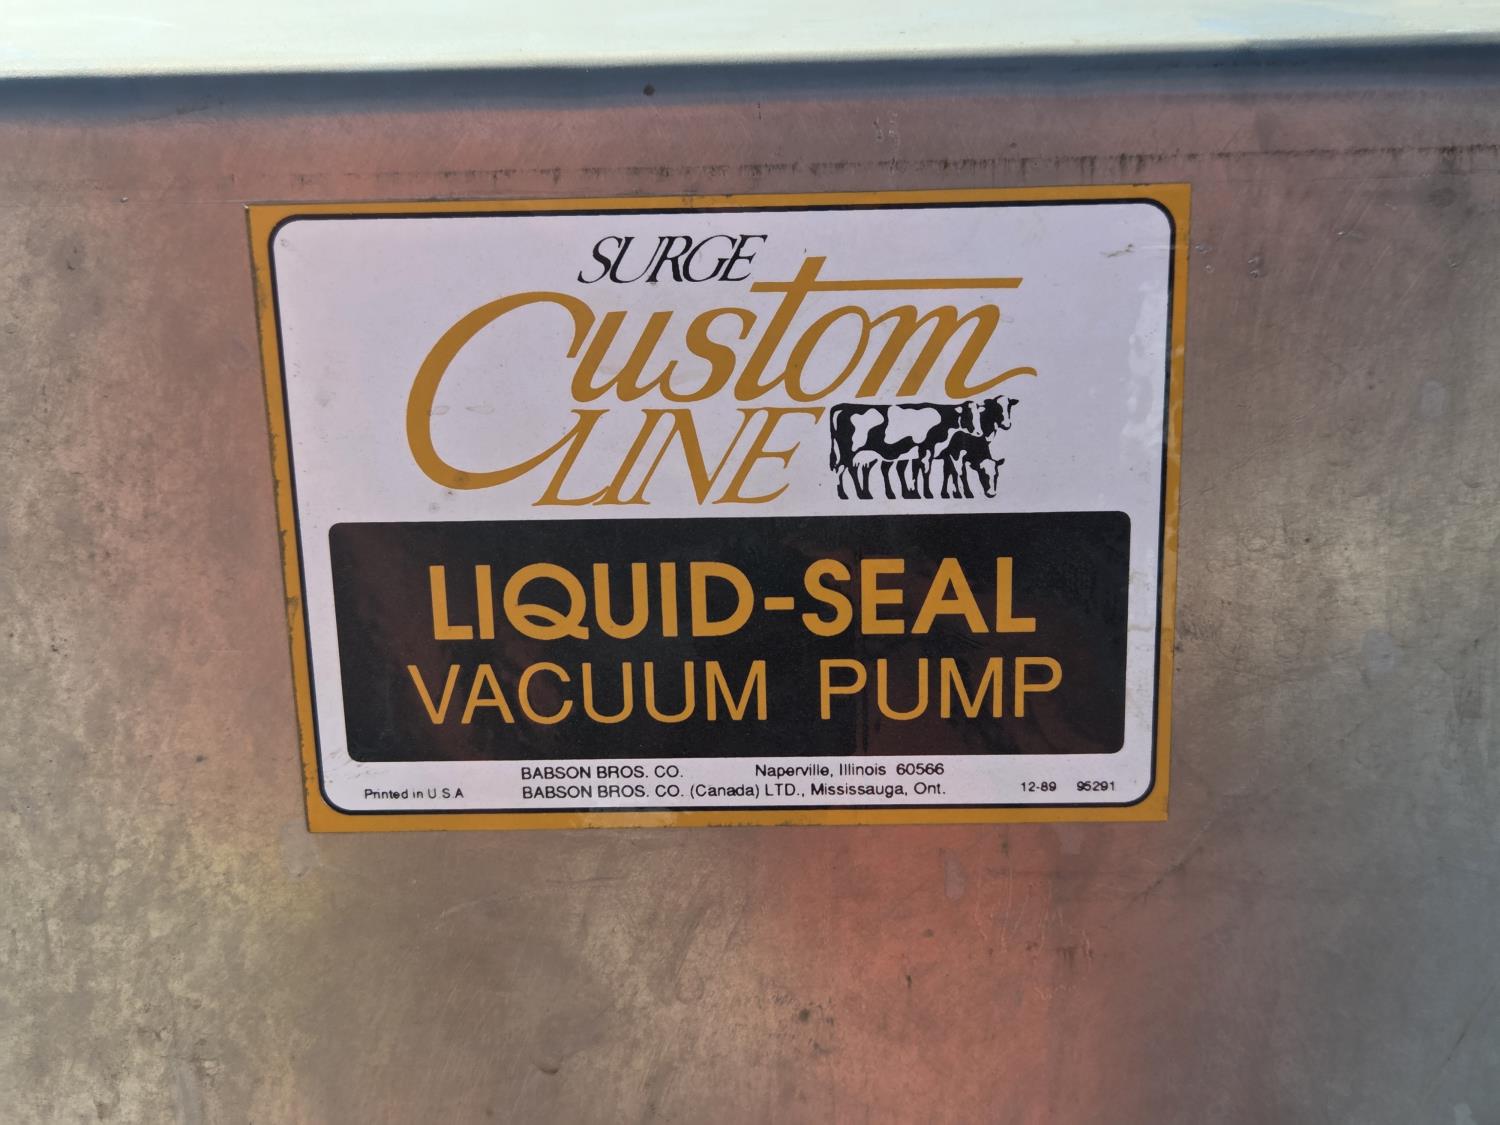 SURGE
Custom
LINE
LIQUID-SEAL
VACUUM PUMP
BABSON BROS. CO. Naperville, Illinois 60566
Printed in U S A BABSON BROS. CO. (Canada) LTD., Mississauga, Ont. 12-89 95291